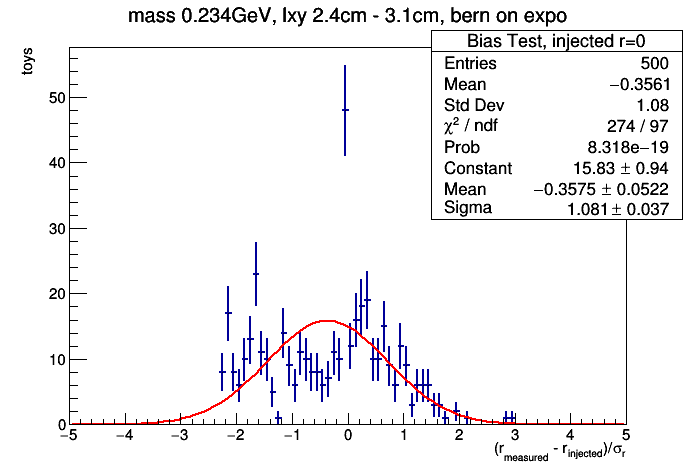 mass 0.234GeV, lxy 2.4cm - 3.1cm, bern on expo
Bias Test, injected r=0
Entries 500
Mean −0.3561
Std Dev 1.08
χ² / ndf 274 / 97
Prob 8.318e−19
Constant 15.83 ± 0.94
Mean −0.3575 ± 0.0522
Sigma 1.081 ± 0.037
toys
50
40
30
20
10
0
−5 −4 −3 −2 −1 0 1 2 3 4 5
(r_measured - r_injected)/σ_r